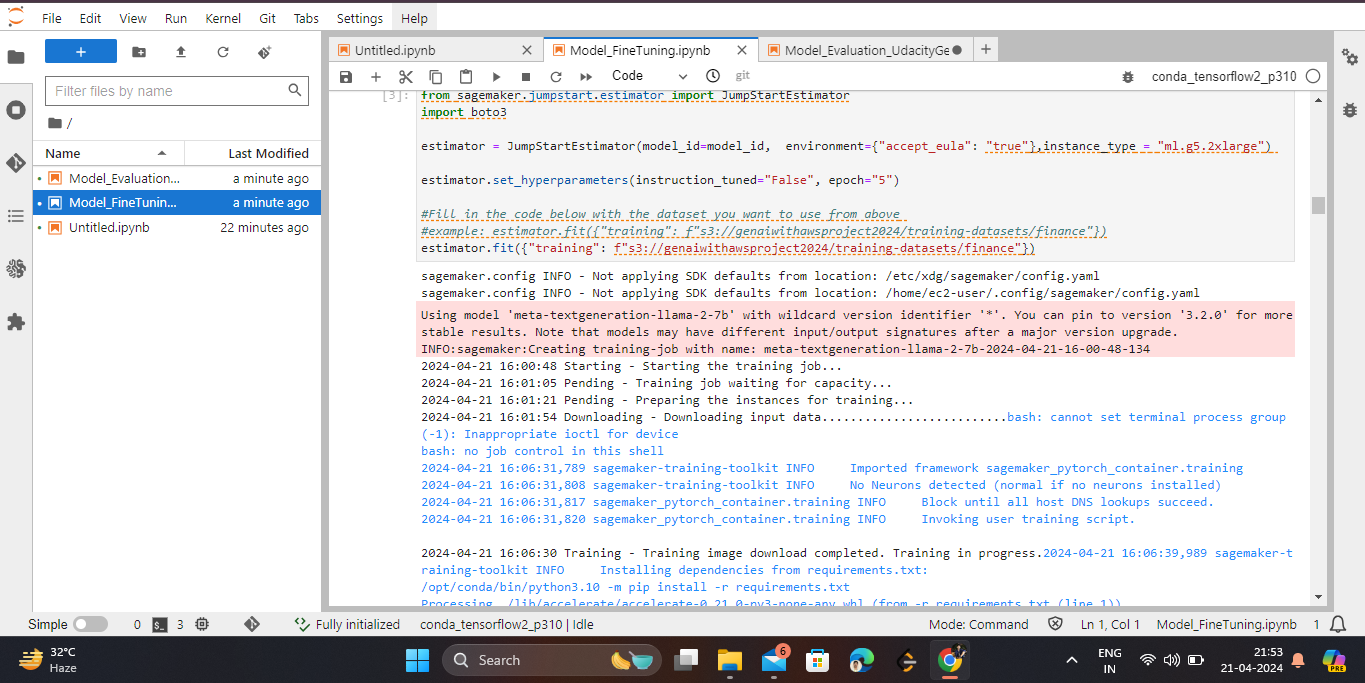 File Edit View Run Kernel Git Tabs Settings Help
Untitled.ipynb
Model_FineTuning.ipynb
Model_Evaluation_UdacityGe
Filter files by name
/
Name Last Modified
Model_Evaluation... a minute ago
Model_FineTunin... a minute ago
Untitled.ipynb 22 minutes ago
Code
git
conda_tensorflow2_p310
[3]:
from sagemaker.jumpstart.estimator import JumpStartEstimator
import boto3
estimator = JumpStartEstimator(model_id=model_id,  environment={"accept_eula": "true"},instance_type = "ml.g5.2xlarge")
estimator.set_hyperparameters(instruction_tuned="False", epoch="5")
#Fill in the code below with the dataset you want to use from above
#example: estimator.fit({"training": f"s3://genaiwithawsproject2024/training-datasets/finance"})
estimator.fit({"training": f"s3://genaiwithawsproject2024/training-datasets/finance"})
sagemaker.config INFO - Not applying SDK defaults from location: /etc/xdg/sagemaker/config.yaml
sagemaker.config INFO - Not applying SDK defaults from location: /home/ec2-user/.config/sagemaker/config.yaml
Using model 'meta-textgeneration-llama-2-7b' with wildcard version identifier '*'. You can pin to version '3.2.0' for more
stable results. Note that models may have different input/output signatures after a major version upgrade.
INFO:sagemaker:Creating training-job with name: meta-textgeneration-llama-2-7b-2024-04-21-16-00-48-134
2024-04-21 16:00:48 Starting - Starting the training job...
2024-04-21 16:01:05 Pending - Training job waiting for capacity...
2024-04-21 16:01:21 Pending - Preparing the instances for training...
2024-04-21 16:01:54 Downloading - Downloading input data..........................bash: cannot set terminal process group
(-1): Inappropriate ioctl for device
bash: no job control in this shell
2024-04-21 16:06:31,789 sagemaker-training-toolkit INFO     Imported framework sagemaker_pytorch_container.training
2024-04-21 16:06:31,808 sagemaker-training-toolkit INFO     No Neurons detected (normal if no neurons installed)
2024-04-21 16:06:31,817 sagemaker_pytorch_container.training INFO     Block until all host DNS lookups succeed.
2024-04-21 16:06:31,820 sagemaker_pytorch_container.training INFO     Invoking user training script.
2024-04-21 16:06:30 Training - Training image download completed. Training in progress.2024-04-21 16:06:39,989 sagemaker-t
raining-toolkit INFO     Installing dependencies from requirements.txt:
/opt/conda/bin/python3.10 -m pip install -r requirements.txt
Processing ./lib/accelerate/accelerate-0.21.0-py3-none-any.whl (from -r requirements.txt (line 1))
Simple 0 3 Fully initialized conda_tensorflow2_p310 | Idle Mode: Command Ln 1, Col 1 Model_FineTuning.ipynb 1
32°C
Haze
Search
6
ENG
IN
21:53
21-04-2024
PRE